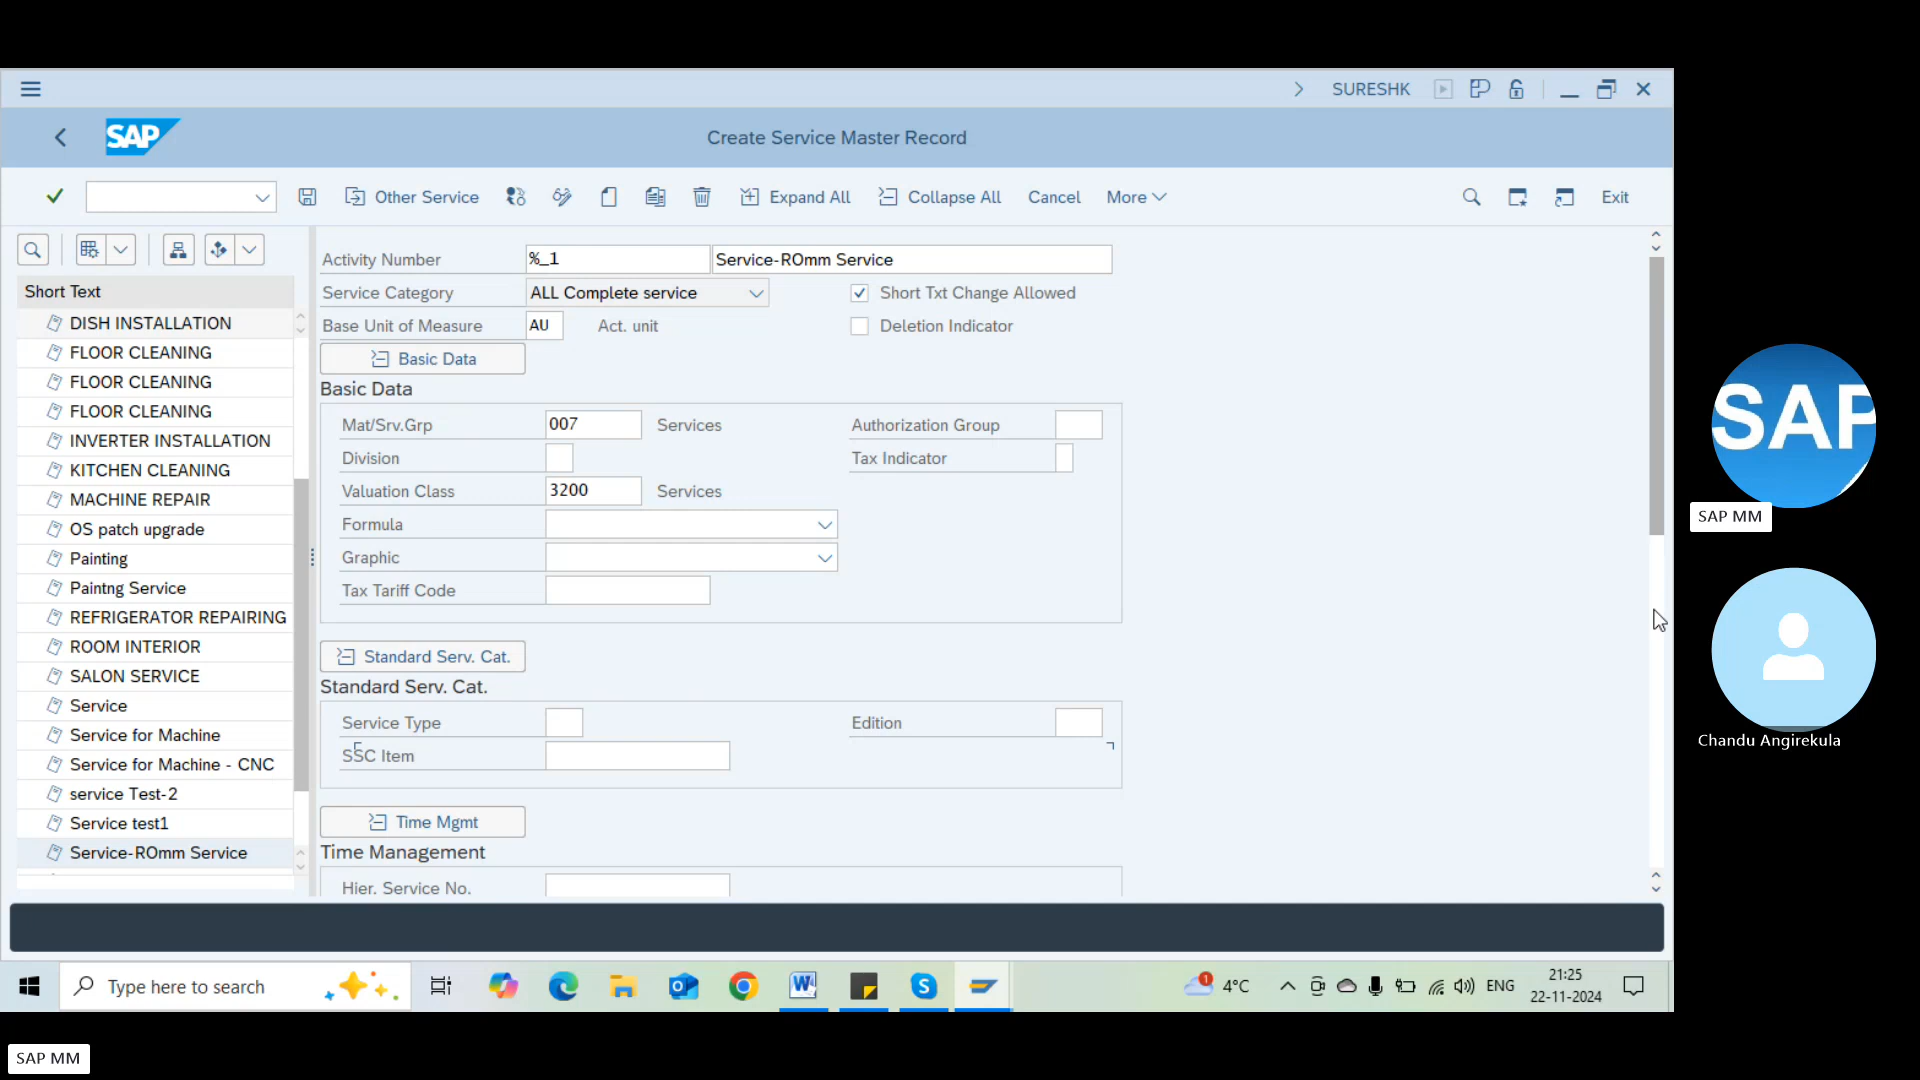 SURESHK
SAP
Create Service Master Record
Other Service
Expand All
Collapse All
Cancel
More
Exit
Short Text
DISH INSTALLATION
FLOOR CLEANING
FLOOR CLEANING
FLOOR CLEANING
INVERTER INSTALLATION
KITCHEN CLEANING
MACHINE REPAIR
OS patch upgrade
Painting
Paintng Service
REFRIGERATOR REPAIRING
ROOM INTERIOR
SALON SERVICE
Service
Service for Machine
Service for Machine - CNC
service Test-2
Service test1
Service-ROmm Service
Activity Number %_1 Service-ROmm Service
Service Category ALL Complete service Short Txt Change Allowed
Base Unit of Measure AU Act. unit Deletion Indicator
Basic Data
Basic Data
Mat/Srv.Grp 007 Services Authorization Group
Division Tax Indicator
Valuation Class 3200 Services
Formula
Graphic
Tax Tariff Code
Standard Serv. Cat.
Standard Serv. Cat.
Service Type Edition
SSC Item
Time Mgmt
Time Management
Hier. Service No.
SAP
SAP MM
Chandu Angirekula
Type here to search
1
4°C
ENG
21:25
22-11-2024
SAP MM